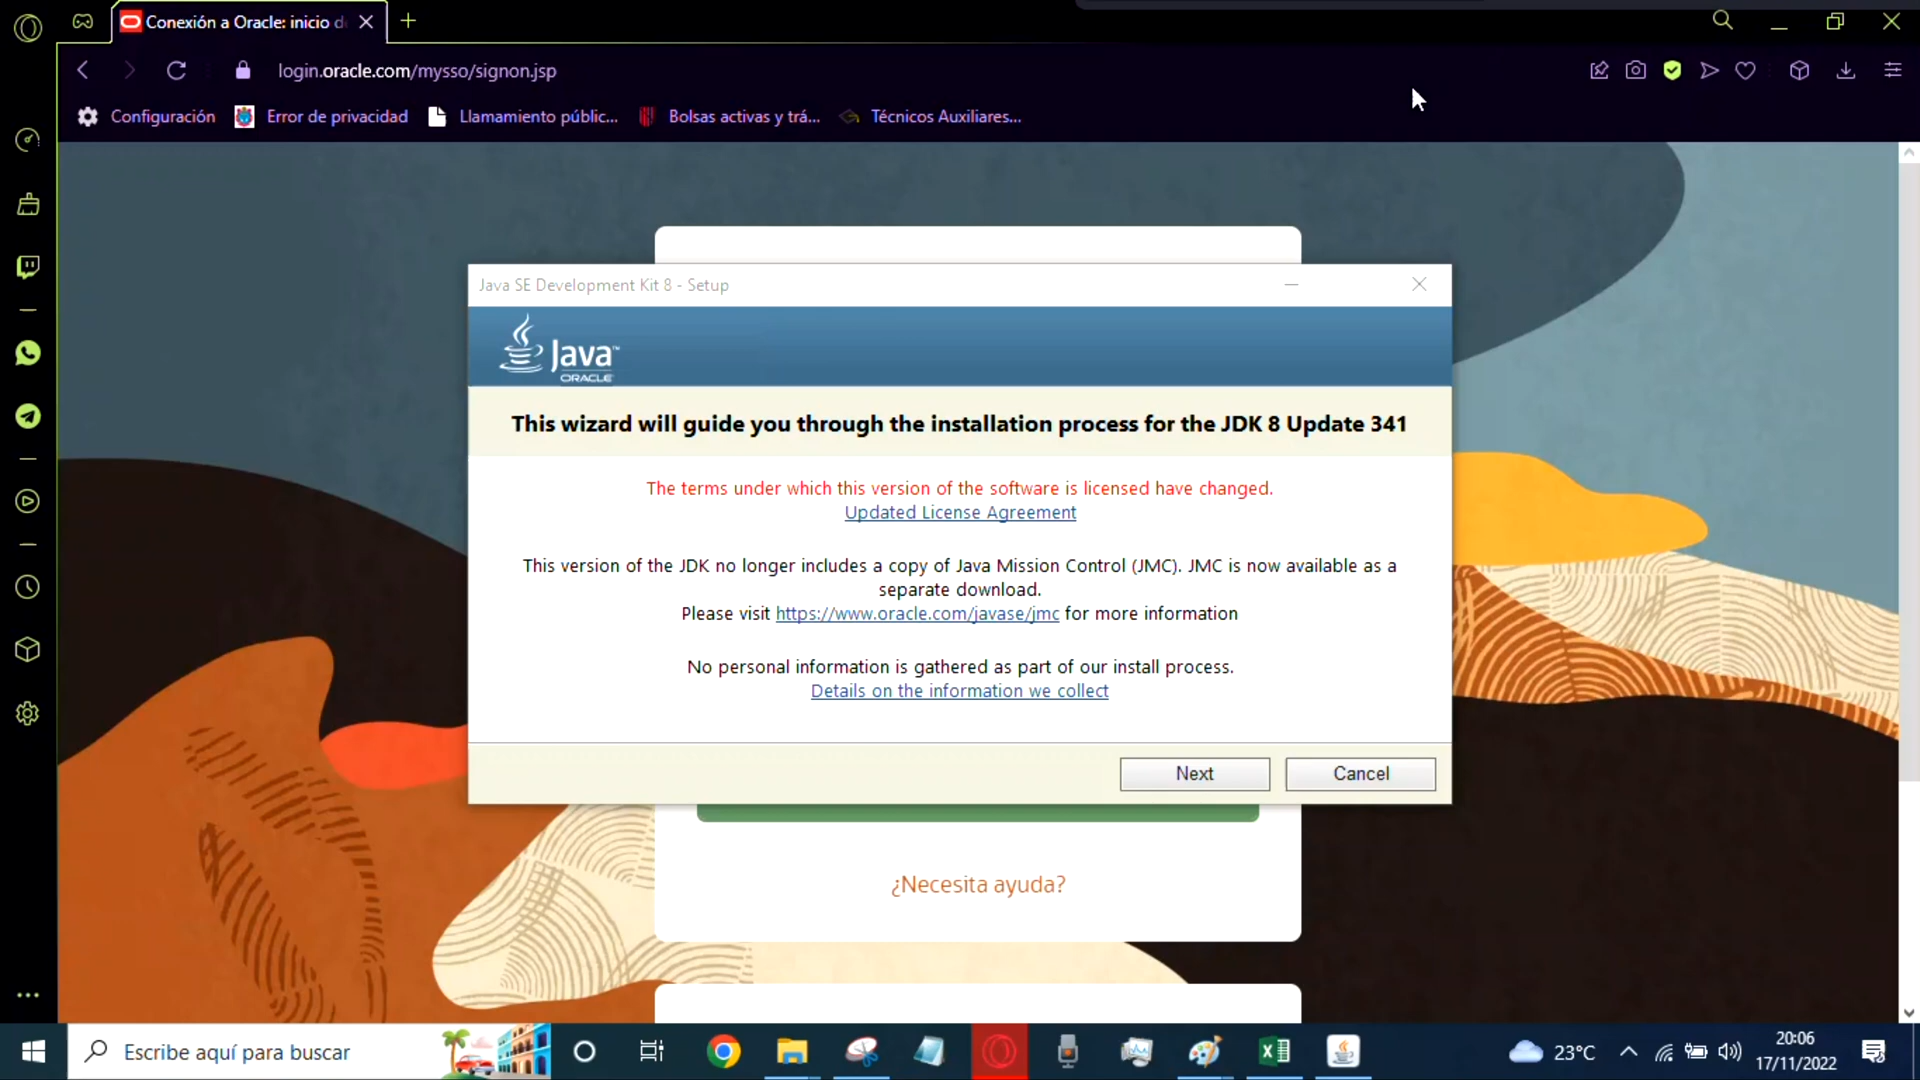 Conexión a Oracle: inicio d
login.oracle.com/mysso/signon.jsp
Configuración
Error de privacidad
Llamamiento públic...
Bolsas activas y trá...
Técnicos Auxiliares...
Java SE Development Kit 8 - Setup
Java™
ORACLE
This wizard will guide you through the installation process for the JDK 8 Update 341
The terms under which this version of the software is licensed have changed.
Updated License Agreement
This version of the JDK no longer includes a copy of Java Mission Control (JMC). JMC is now available as a
separate download.
Please visit https://www.oracle.com/javase/jmc for more information
No personal information is gathered as part of our install process.
Details on the information we collect
Next
Cancel
¿Necesita ayuda?
Escribe aquí para buscar
23°C
20:06
17/11/2022